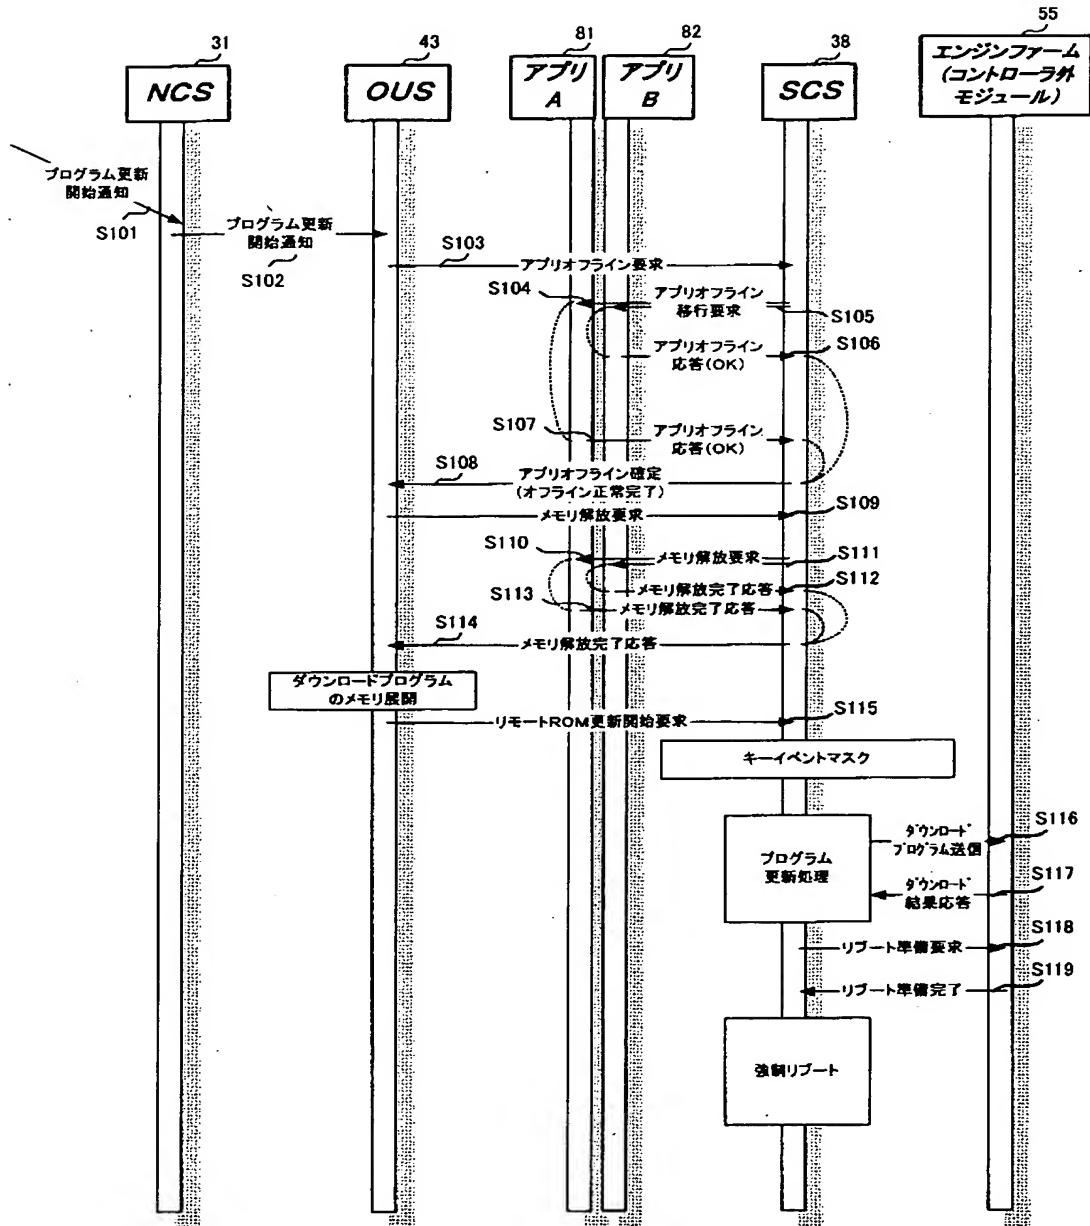 31
43
81
82
38
55
NCS
OUS
アプリ
A
アプリ
B
SCS
エンジンファーム
(コントローラ外
モジュール)
プログラム更新
開始通知
S101
プログラム更新
開始通知
S102
S103
アプリオフライン要求
S104
アプリオフライン
移行要求
S105
アプリオフライン
応答(OK)
S106
S107
アプリオフライン
応答(OK)
S108
アプリオフライン確定
(オフライン正常完了)
メモリ解放要求
S109
S110
メモリ解放要求
S111
メモリ解放完了応答
S112
S113
メモリ解放完了応答
S114
メモリ解放完了応答
ダウンロードプログラム
のメモリ展開
リモートROM更新開始要求
S115
キーイベントマスク
プログラム
更新処理
ダウンロード
プログラム送信
S116
ダウンロード
結果応答
S117
リブート準備要求
S118
リブート準備完了
S119
強制リブート